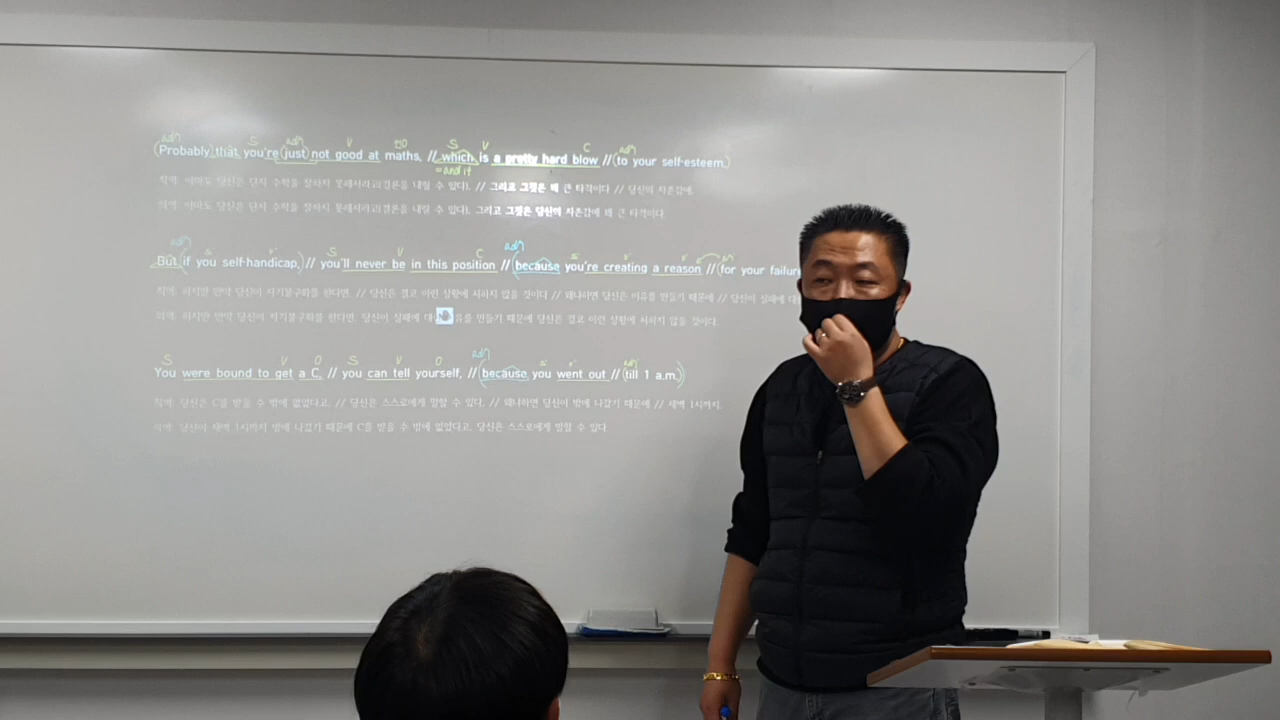 adv S adv V 전O S V C adv
(Probably) that you're (just) not good at maths, // which is a pretty hard blow // (to your self-esteem.)
=and it
직역: 아마도 당신은 단지 수학을 잘하지 못해서라고(결론을 내릴 수 있다). // 그리고 그것은 꽤 큰 타격이다 // 당신의 자존감에.
의역: 아마도 당신은 단지 수학을 잘하지 못해서라고(결론을 내릴 수 있다). 그리고 그것은 당신의 자존감에 꽤 큰 타격이다.
adv s v S V C adv s v
But (if you self-handicap,) // you'll never be in this position // (because you're creating a reason // (for your failure
직역: 하지만 만약 당신이 자기불구화를 한다면, // 당신은 결코 이런 상황에 처하지 않을 것이다 // 왜냐하면 당신은 이유를 만들기 때문에 // 당신이 실패에 대
의역: 하지만 만약 당신이 자기불구화를 한다면, 당신이 실패에 대 유를 만들기 때문에 당신은 결코 이런 상황에 처하지 않을 것이다.
S V O S V O adv s v adv
You were bound to get a C, // you can tell yourself, // (because you went out // (till 1 a.m.)
직역: 당신은 C를 받을 수 밖에 없었다고, // 당신은 스스로에게 말할 수 있다, // 왜냐하면 당신이 밖에 나갔기 때문에 // 새벽 1시까지.
의역: 당신이 새벽 1시까지 밖에 나갔기 때문에 C를 받을 수 밖에 없었다고, 당신은 스스로에게 말할 수 있다.